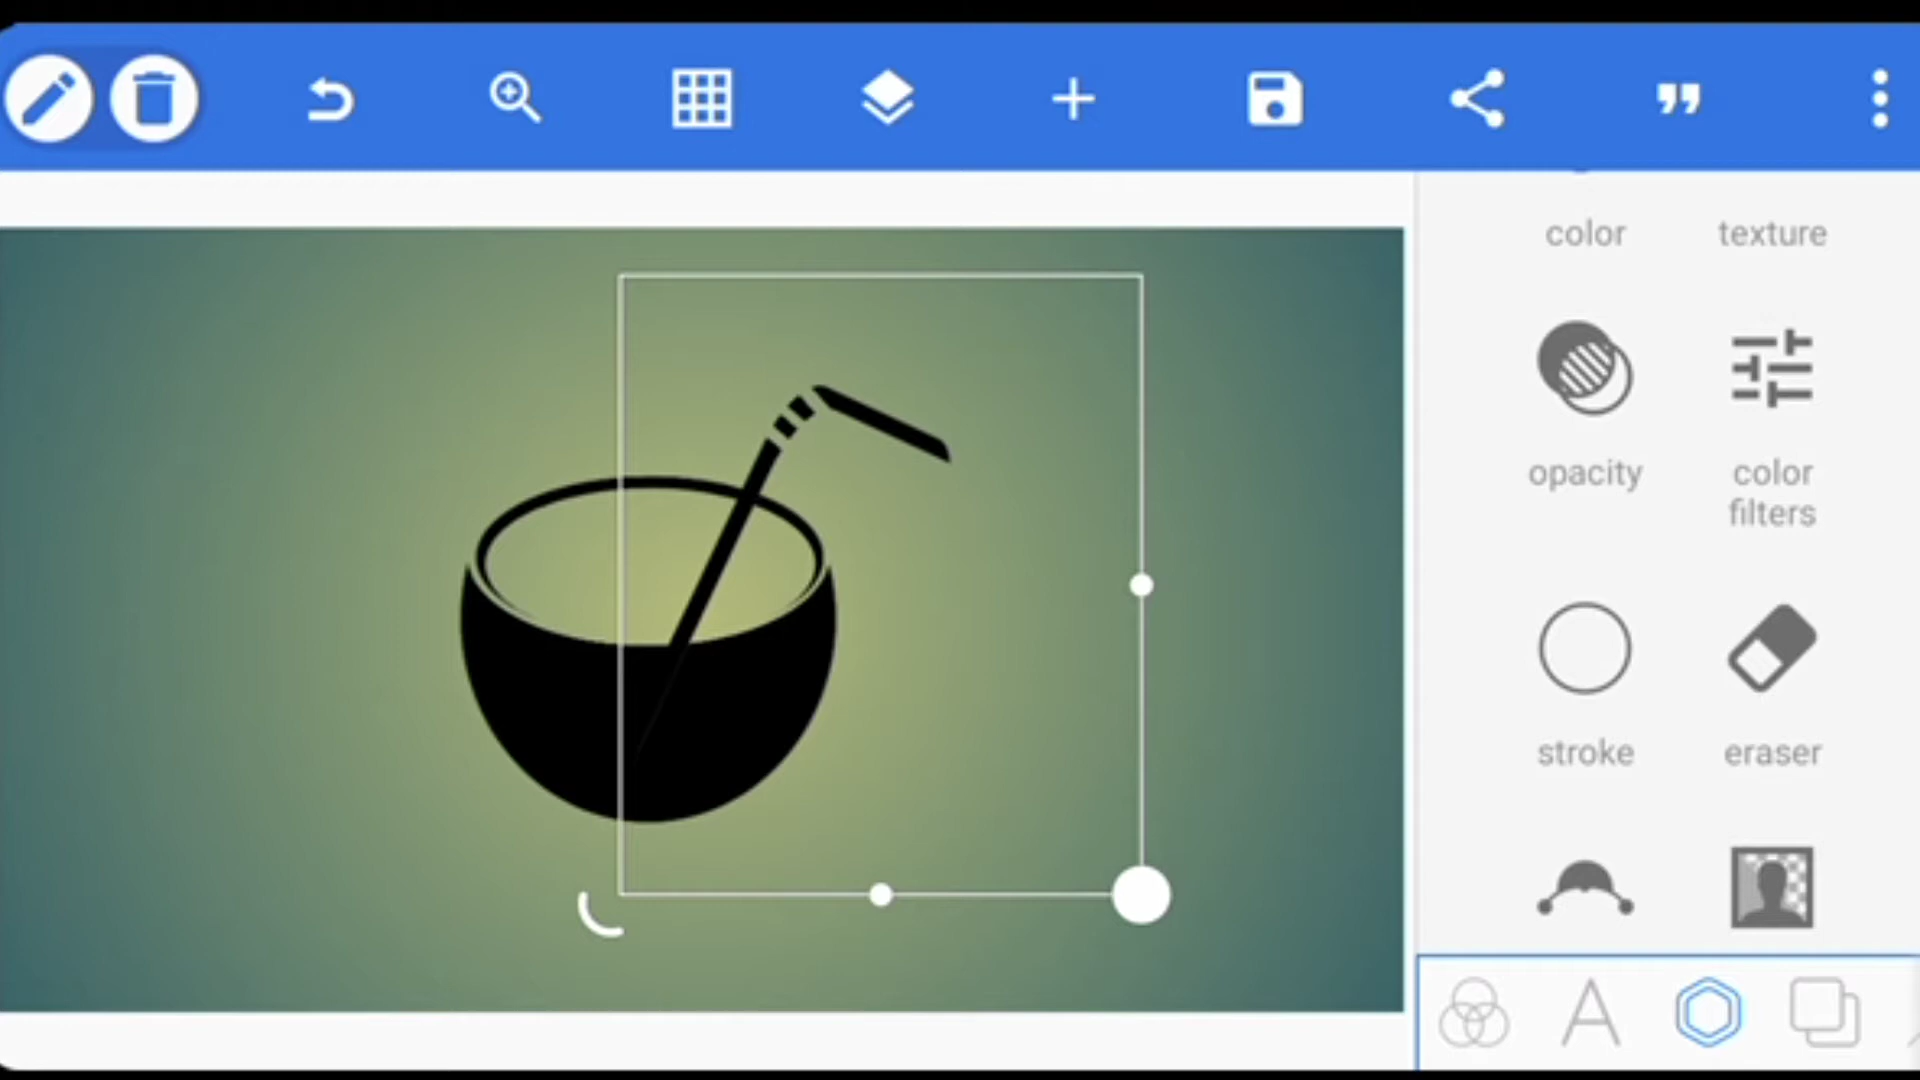 color
texture
opacity
color
filters
stroke
eraser